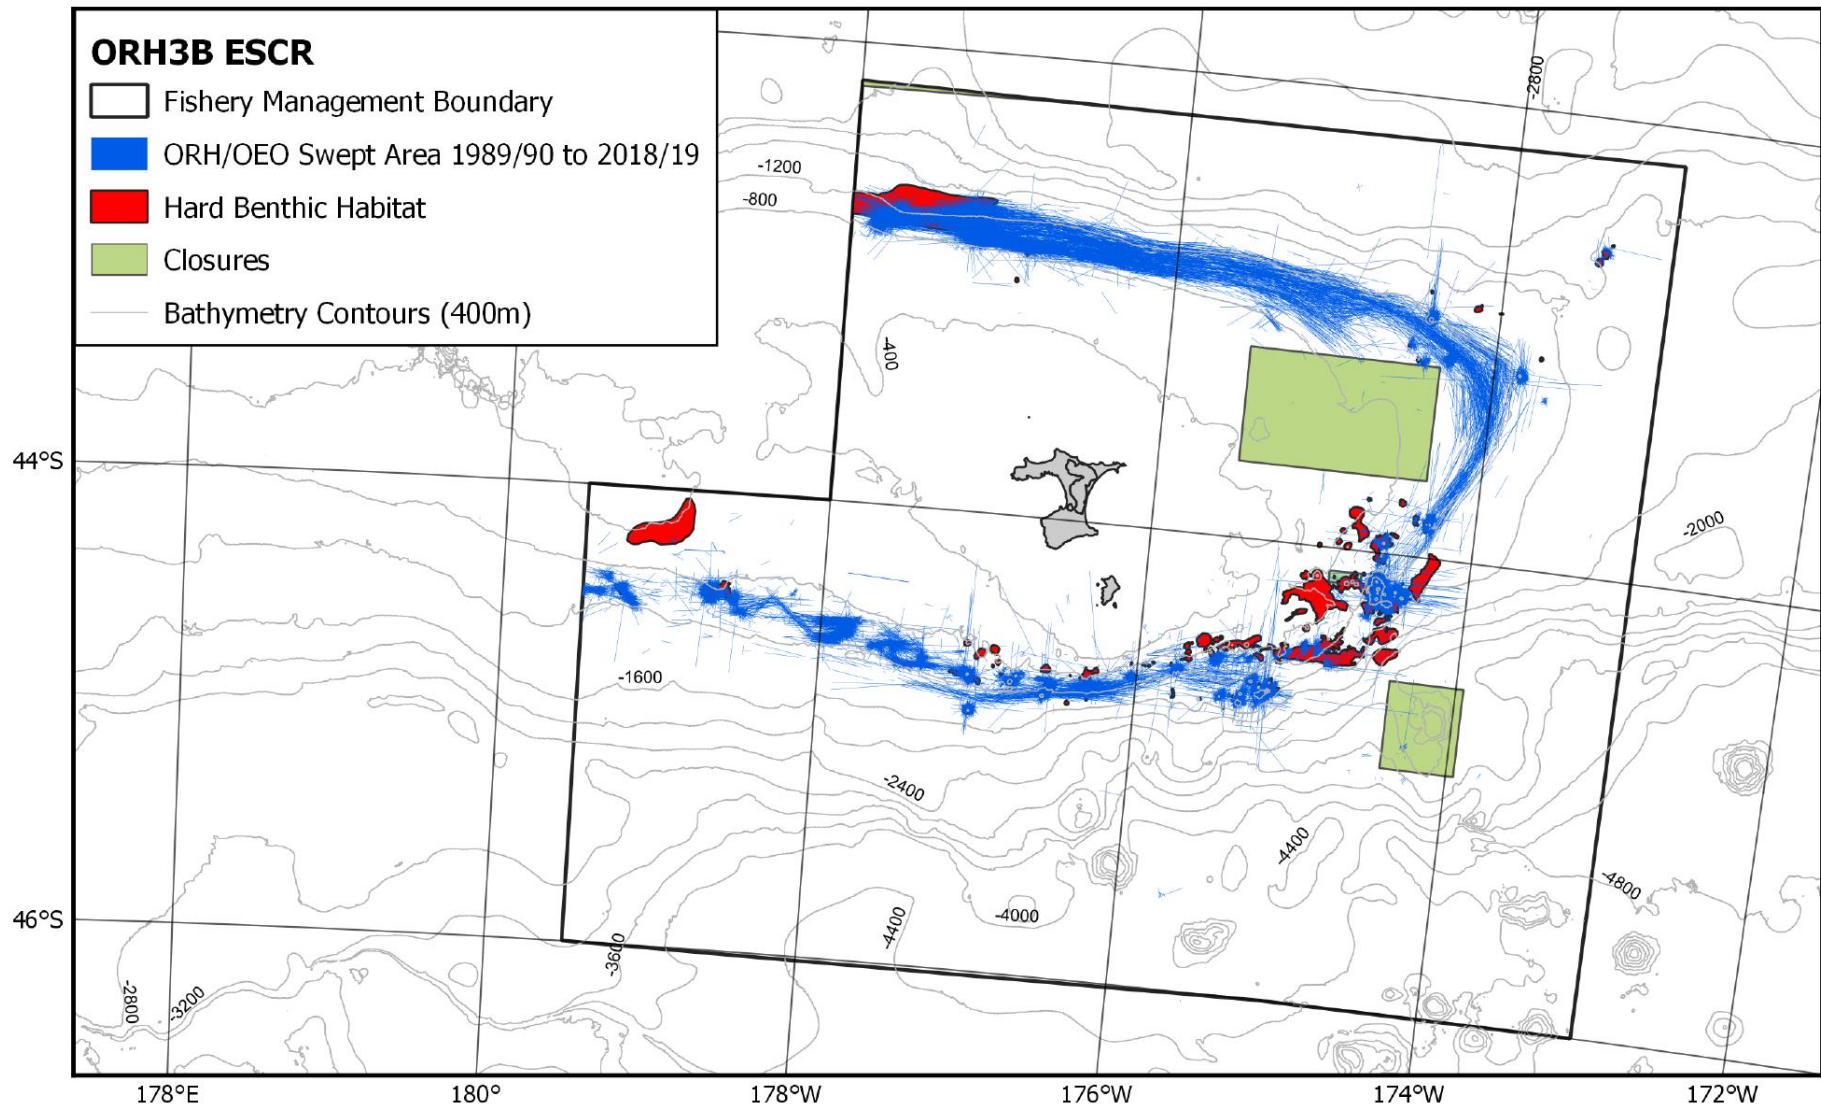 ORH3B ESCR
Fishery Management Boundary
ORH/OEO Swept Area 1989/90 to 2018/19
Hard Benthic Habitat
Closures
Bathymetry Contours (400m)
-2800
-1200
-800
-400
44°S
-2000
-1600
-2400
-4400
-4800
46°S
-4000
-4400
-3600
-2800
-3200
178°E
180°
178°W
176°W
174°W
172°W